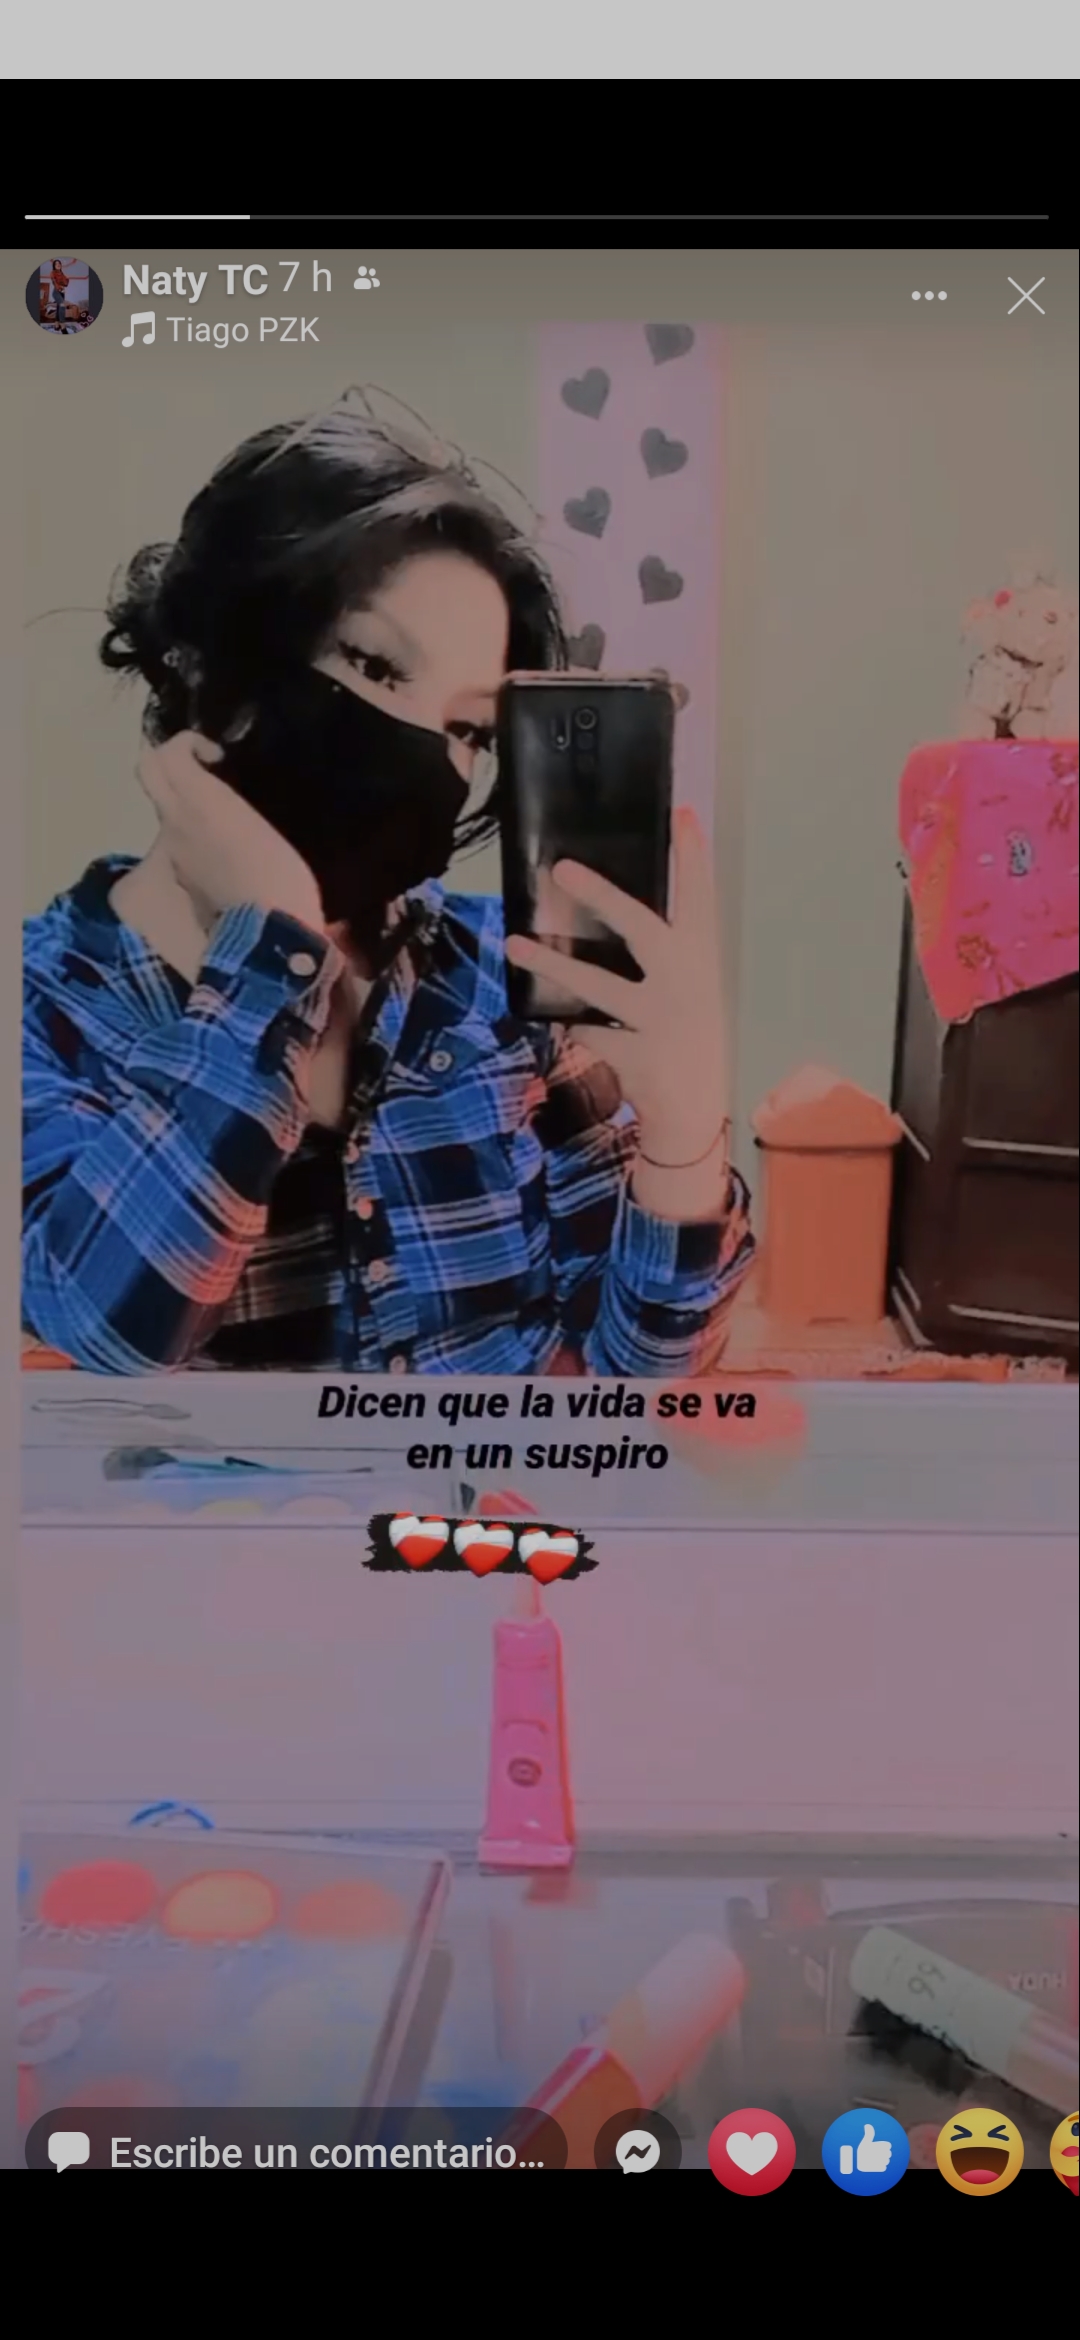 Naty TC 7 h
Tiago PZK
Dicen que la vida se va
en un suspiro
Escribe un comentario...